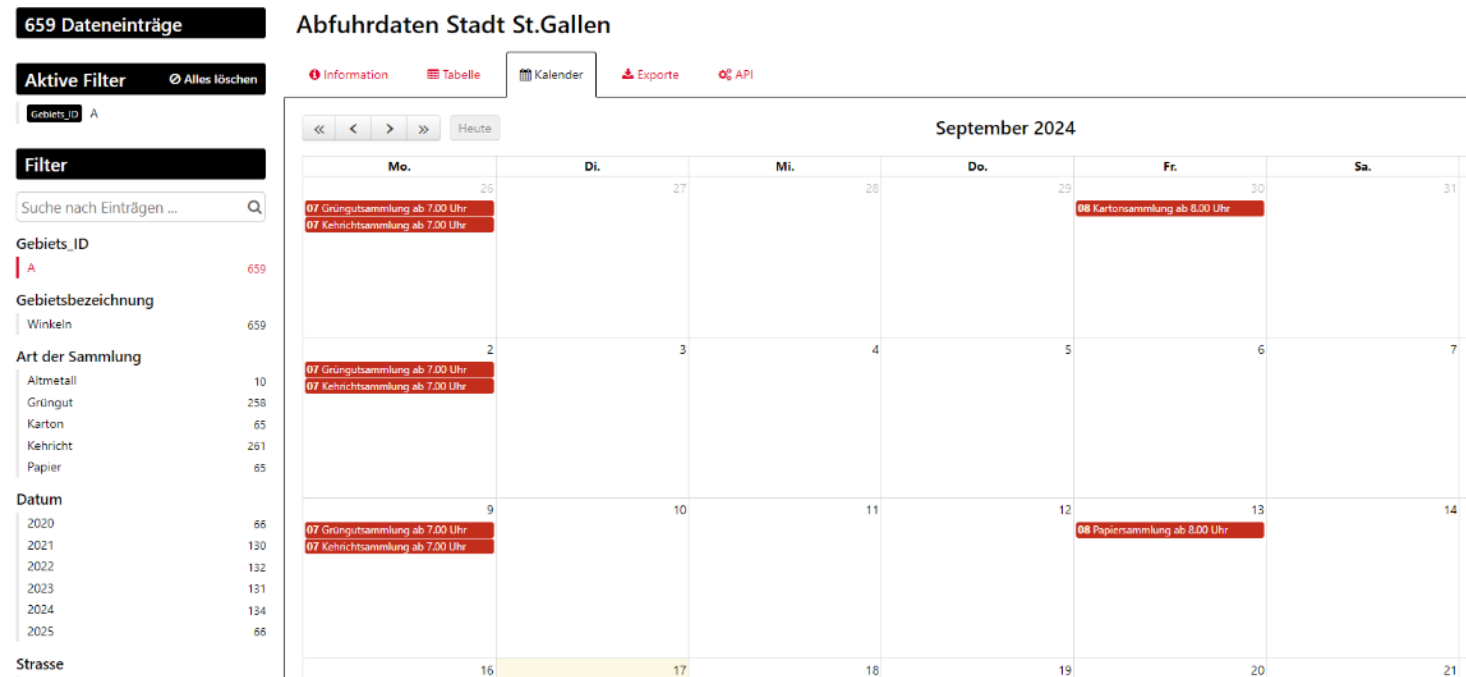 659 Dateneinträge
Aktive Filter Alles löschen
Gebiets_ID A
Filter
Suche nach Einträgen ...
Gebiets_ID
A 659
Gebietsbezeichnung
Winkeln 659
Art der Sammlung
Altmetall 10
Grüngut 258
Karton 65
Kehricht 261
Papier 65
Datum
2020 66
2021 130
2022 132
2023 131
2024 134
2025 66
Strasse
Abfuhrdaten Stadt St.Gallen
Information Tabelle Kalender Exporte API
« < > » Heute September 2024
Mo. Di. Mi. Do. Fr. Sa.
26 27 28 29 30 31
07 Grüngutsammlung ab 7.00 Uhr 08 Kartonsammlung ab 8.00 Uhr
07 Kehrichtsammlung ab 7.00 Uhr
2 3 4 5 6 7
07 Grüngutsammlung ab 7.00 Uhr
07 Kehrichtsammlung ab 7.00 Uhr
9 10 11 12 13 14
07 Grüngutsammlung ab 7.00 Uhr 08 Papiersammlung ab 8.00 Uhr
07 Kehrichtsammlung ab 7.00 Uhr
16 17 18 19 20 21